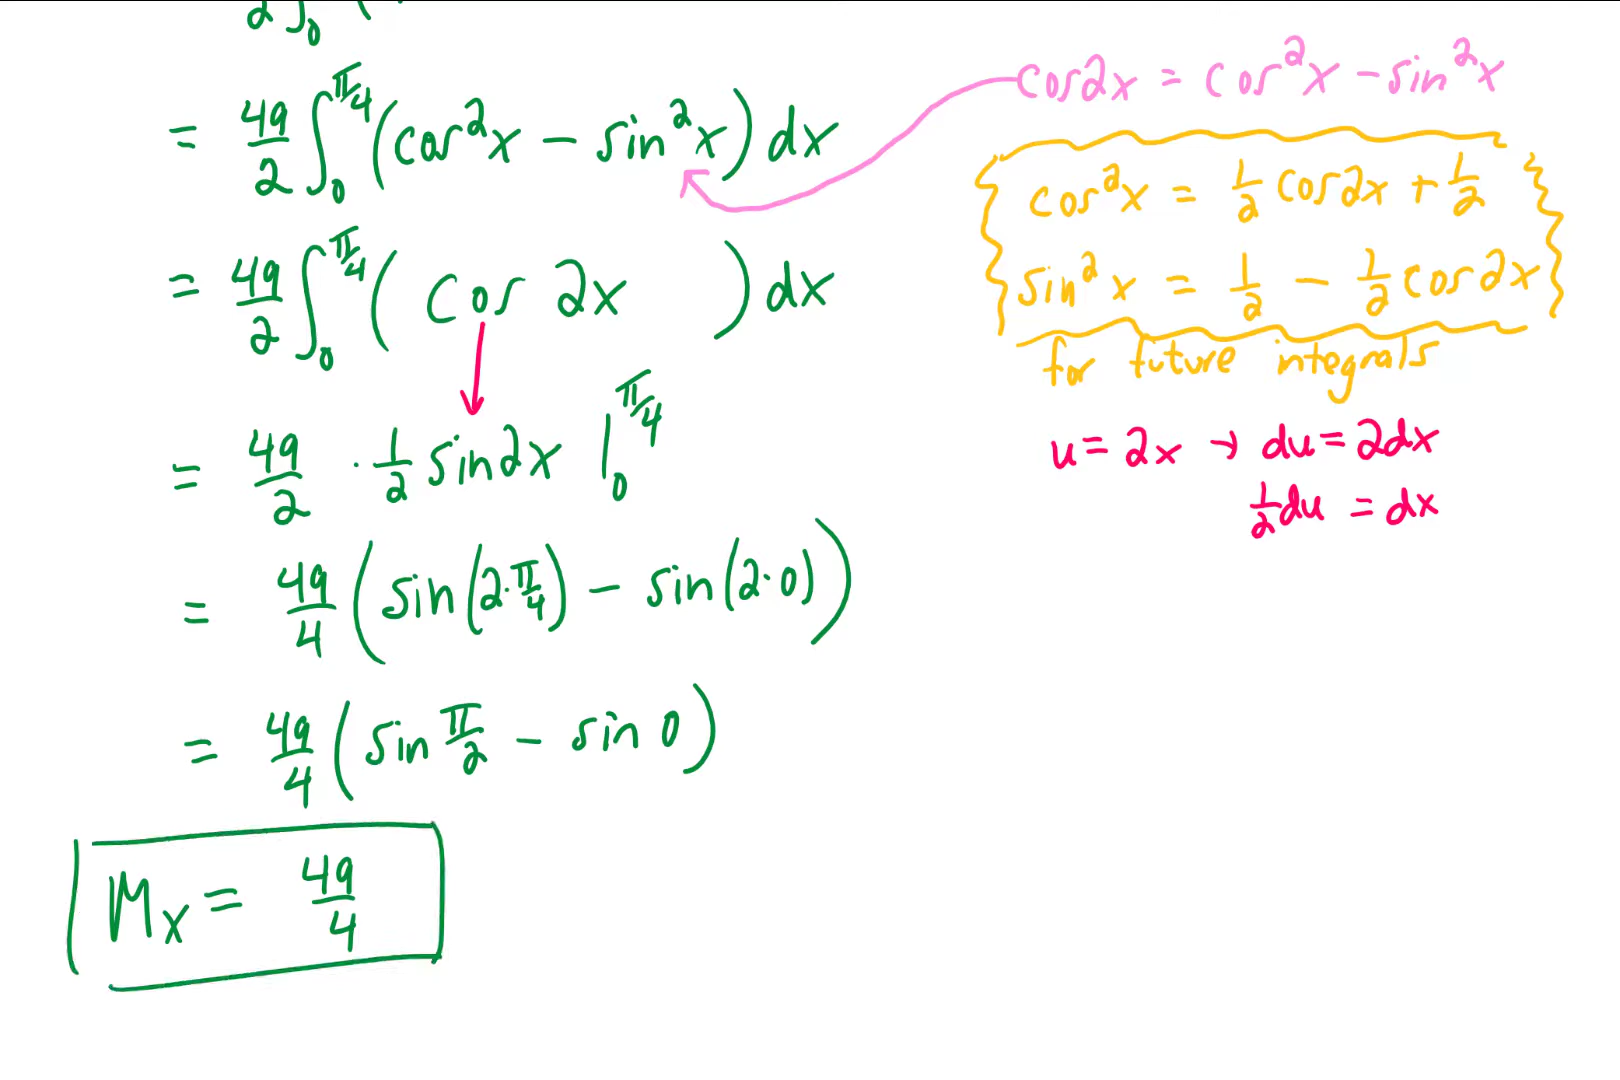 2 ∫₀ (
= 49/2 ∫₀^(π/4) (cos²x − sin²x) dx
= 49/2 ∫₀^(π/4) ( cos 2x ) dx
= 49/2 · 1/2 sin2x |₀^(π/4)
= 49/4 (sin(2·π/4) − sin(2·0))
= 49/4 (sin π/2 − sin 0)
Mx = 49/4
cos2x = cos²x − sin²x
cos²x = 1/2 cos2x + 1/2
sin²x = 1/2 − 1/2 cos2x
for future integrals
u = 2x → du = 2dx
1/2 du = dx